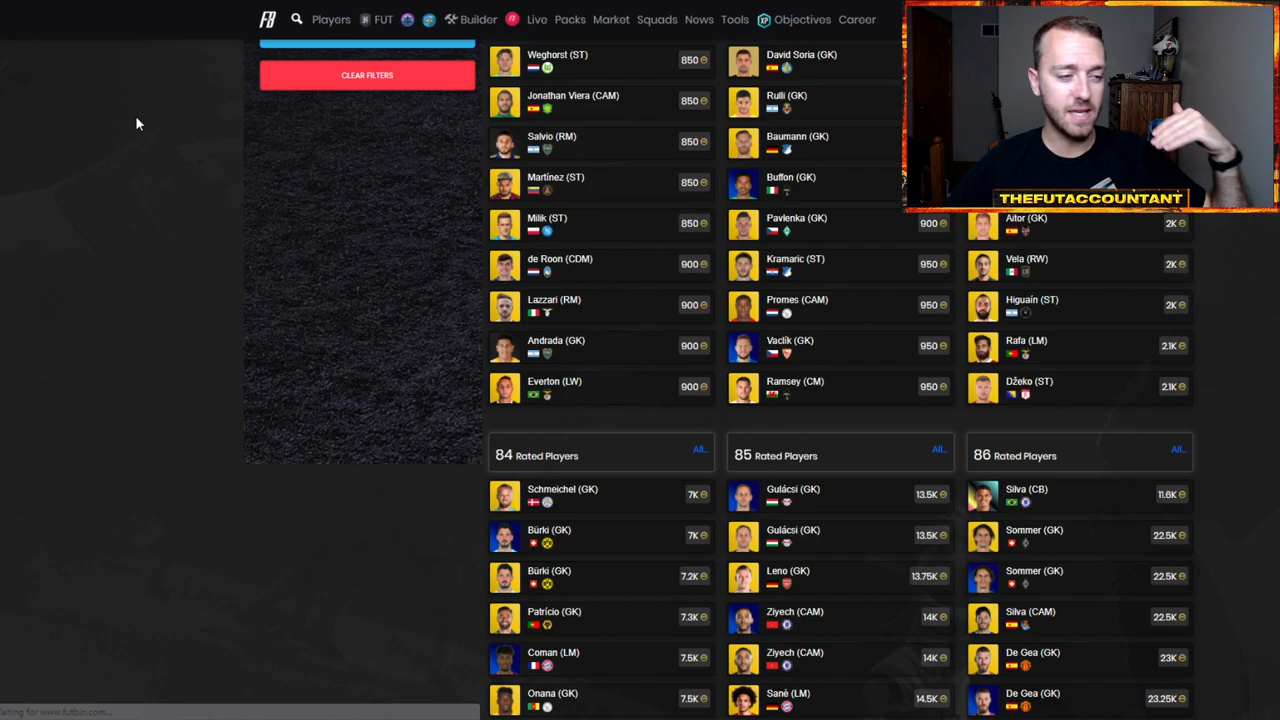 Players FUT Builder Live Packs Market Squads News Tools XP Objectives Career
CLEAR FILTERS
Weghorst (ST) 850
Jonathan Viera (CAM) 850
Salvio (RM) 850
Martínez (ST) 850
Milik (ST) 850
de Roon (CDM) 900
Lazzari (RM) 900
Andrada (GK) 900
Everton (LW) 900
David Soria (GK)
Rulli (GK)
Baumann (GK)
Buffon (GK)
Pavlenka (GK) 900
Kramaric (ST) 950
Promes (CAM) 950
Vaclík (GK) 950
Ramsey (CM) 950
THEFUTACCOUNTANT
Aitor (GK) 2K
Vela (RW) 2K
Higuaín (ST) 2K
Rafa (LM) 2.1K
Džeko (ST) 2.1K
84 Rated Players All..
Schmeichel (GK) 7K
Bürki (GK) 7K
Bürki (GK) 7.2K
Patrício (GK) 7.3K
Coman (LM) 7.5K
Onana (GK) 7.5K
85 Rated Players All..
Gulácsi (GK) 13.5K
Gulácsi (GK) 13.5K
Leno (GK) 13.75K
Ziyech (CAM) 14K
Ziyech (CAM) 14K
Sané (LM) 14.5K
86 Rated Players All..
Silva (CB) 11.6K
Sommer (GK) 22.5K
Sommer (GK) 22.5K
Silva (CAM) 22.5K
De Gea (GK) 23K
De Gea (GK) 23.25K
aiting for www.futbin.com...